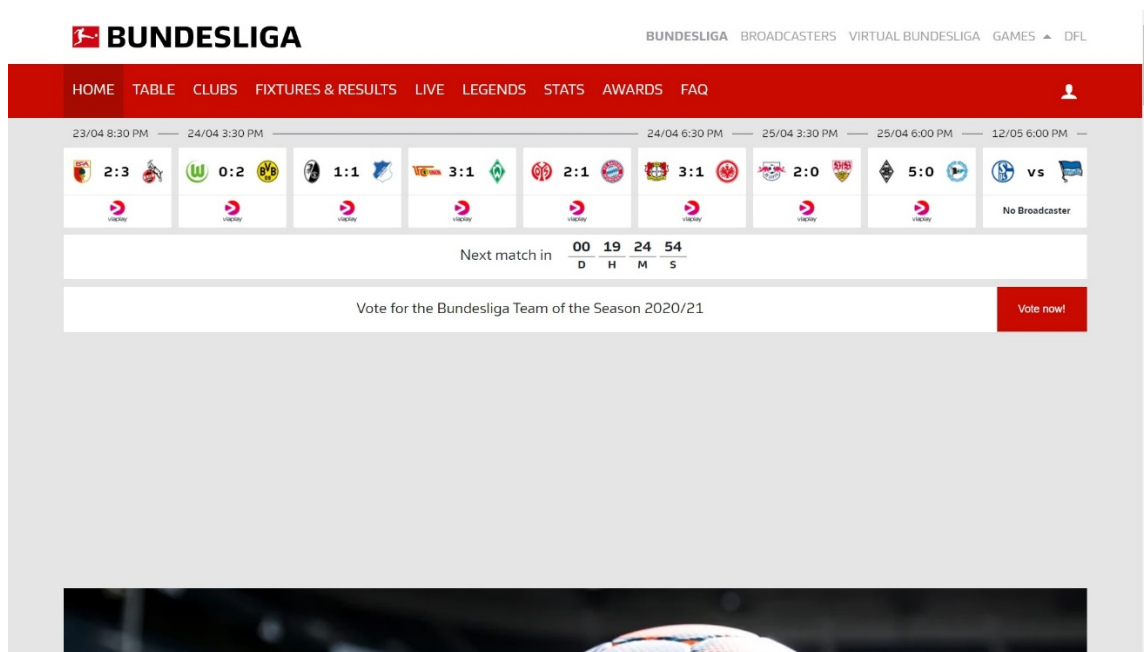 BUNDESLIGA
BUNDESLIGA BROADCASTERS VIRTUAL BUNDESLIGA GAMES DFL
HOME TABLE CLUBS FIXTURES & RESULTS LIVE LEGENDS STATS AWARDS FAQ
23/04 8:30 PM 24/04 3:30 PM 24/04 6:30 PM 25/04 3:30 PM 25/04 6:00 PM 12/05 6:00 PM
2:3 0:2 BVB 09 1:1 3:1 2:1 3:1 2:0 5:0 vs
viaplay viaplay viaplay viaplay viaplay viaplay viaplay viaplay No Broadcaster
Next match in 00 19 24 54
D H M S
Vote for the Bundesliga Team of the Season 2020/21 Vote now!